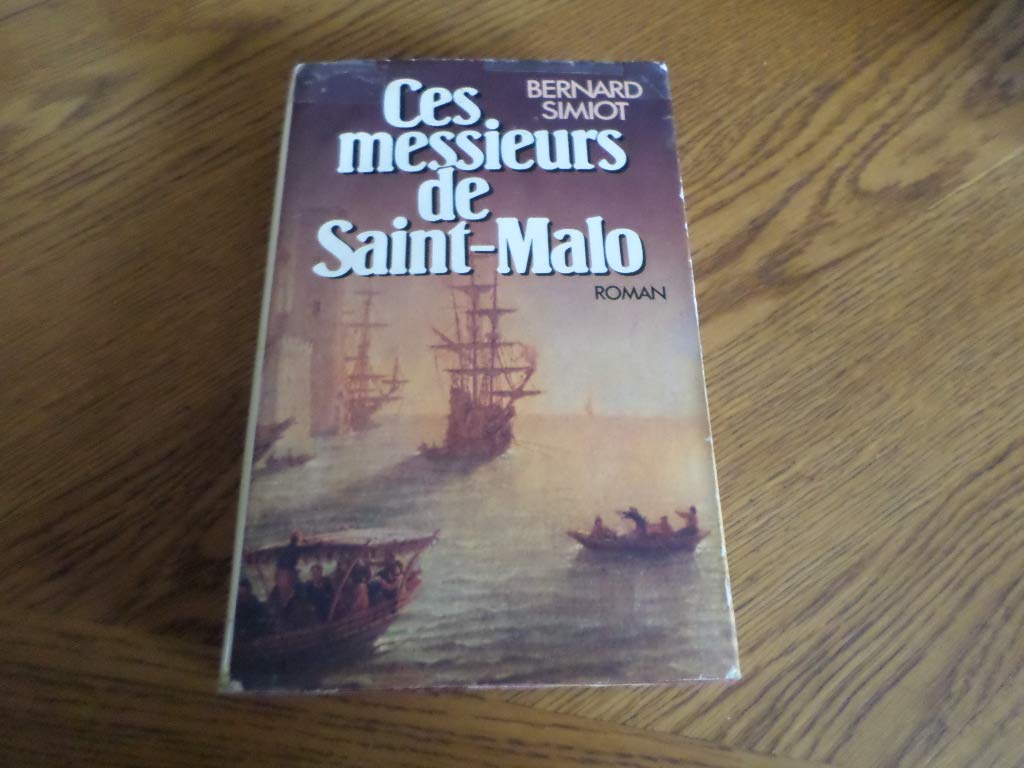 BERNARD
SIMIOT
Ces
messieurs
de
Saint-Malo
ROMAN